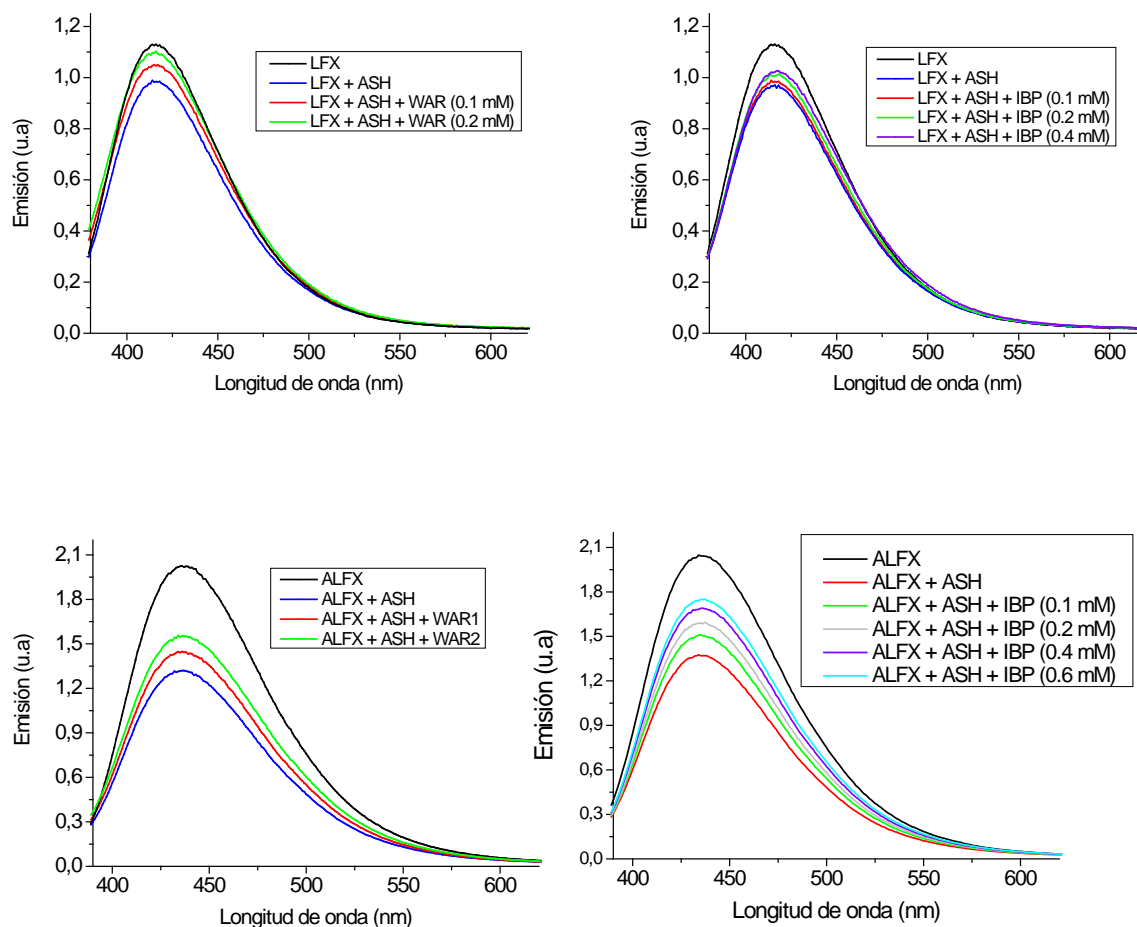 1,2
1,0
0,8
0,6
0,4
0,2
0,0
Emisión (u.a)
LFX
LFX + ASH
LFX + ASH + WAR (0.1 mM)
LFX + ASH + WAR (0.2 mM)
400 450 500 550 600
Longitud de onda (nm)
1,2
1,0
0,8
0,6
0,4
0,2
0,0
Emisión (u.a)
LFX
LFX + ASH
LFX + ASH + IBP (0.1 mM)
LFX + ASH + IBP (0.2 mM)
LFX + ASH + IBP (0.4 mM)
400 450 500 550 600
Longitud de onda (nm)
2,1
1,8
1,5
1,2
0,9
0,6
0,3
0,0
Emisión (u.a)
ALFX
ALFX + ASH
ALFX + ASH + WAR1
ALFX + ASH + WAR2
400 450 500 550 600
Longitud de onda (nm)
2,1
1,8
1,5
1,2
0,9
0,6
0,3
0,0
Emisión (u.a)
ALFX
ALFX + ASH
ALFX + ASH + IBP (0.1 mM)
ALFX + ASH + IBP (0.2 mM)
ALFX + ASH + IBP (0.4 mM)
ALFX + ASH + IBP (0.6 mM)
400 450 500 550 600
Longitud de onda (nm)